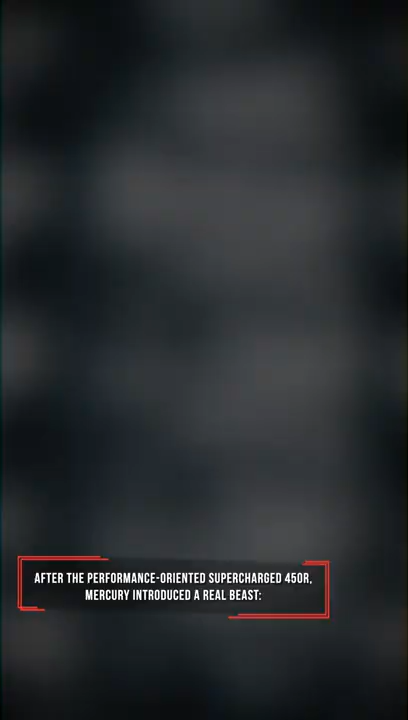 AFTER THE PERFORMANCE-ORIENTED SUPERCHARGED 450R,
MERCURY INTRODUCED A REAL BEAST: